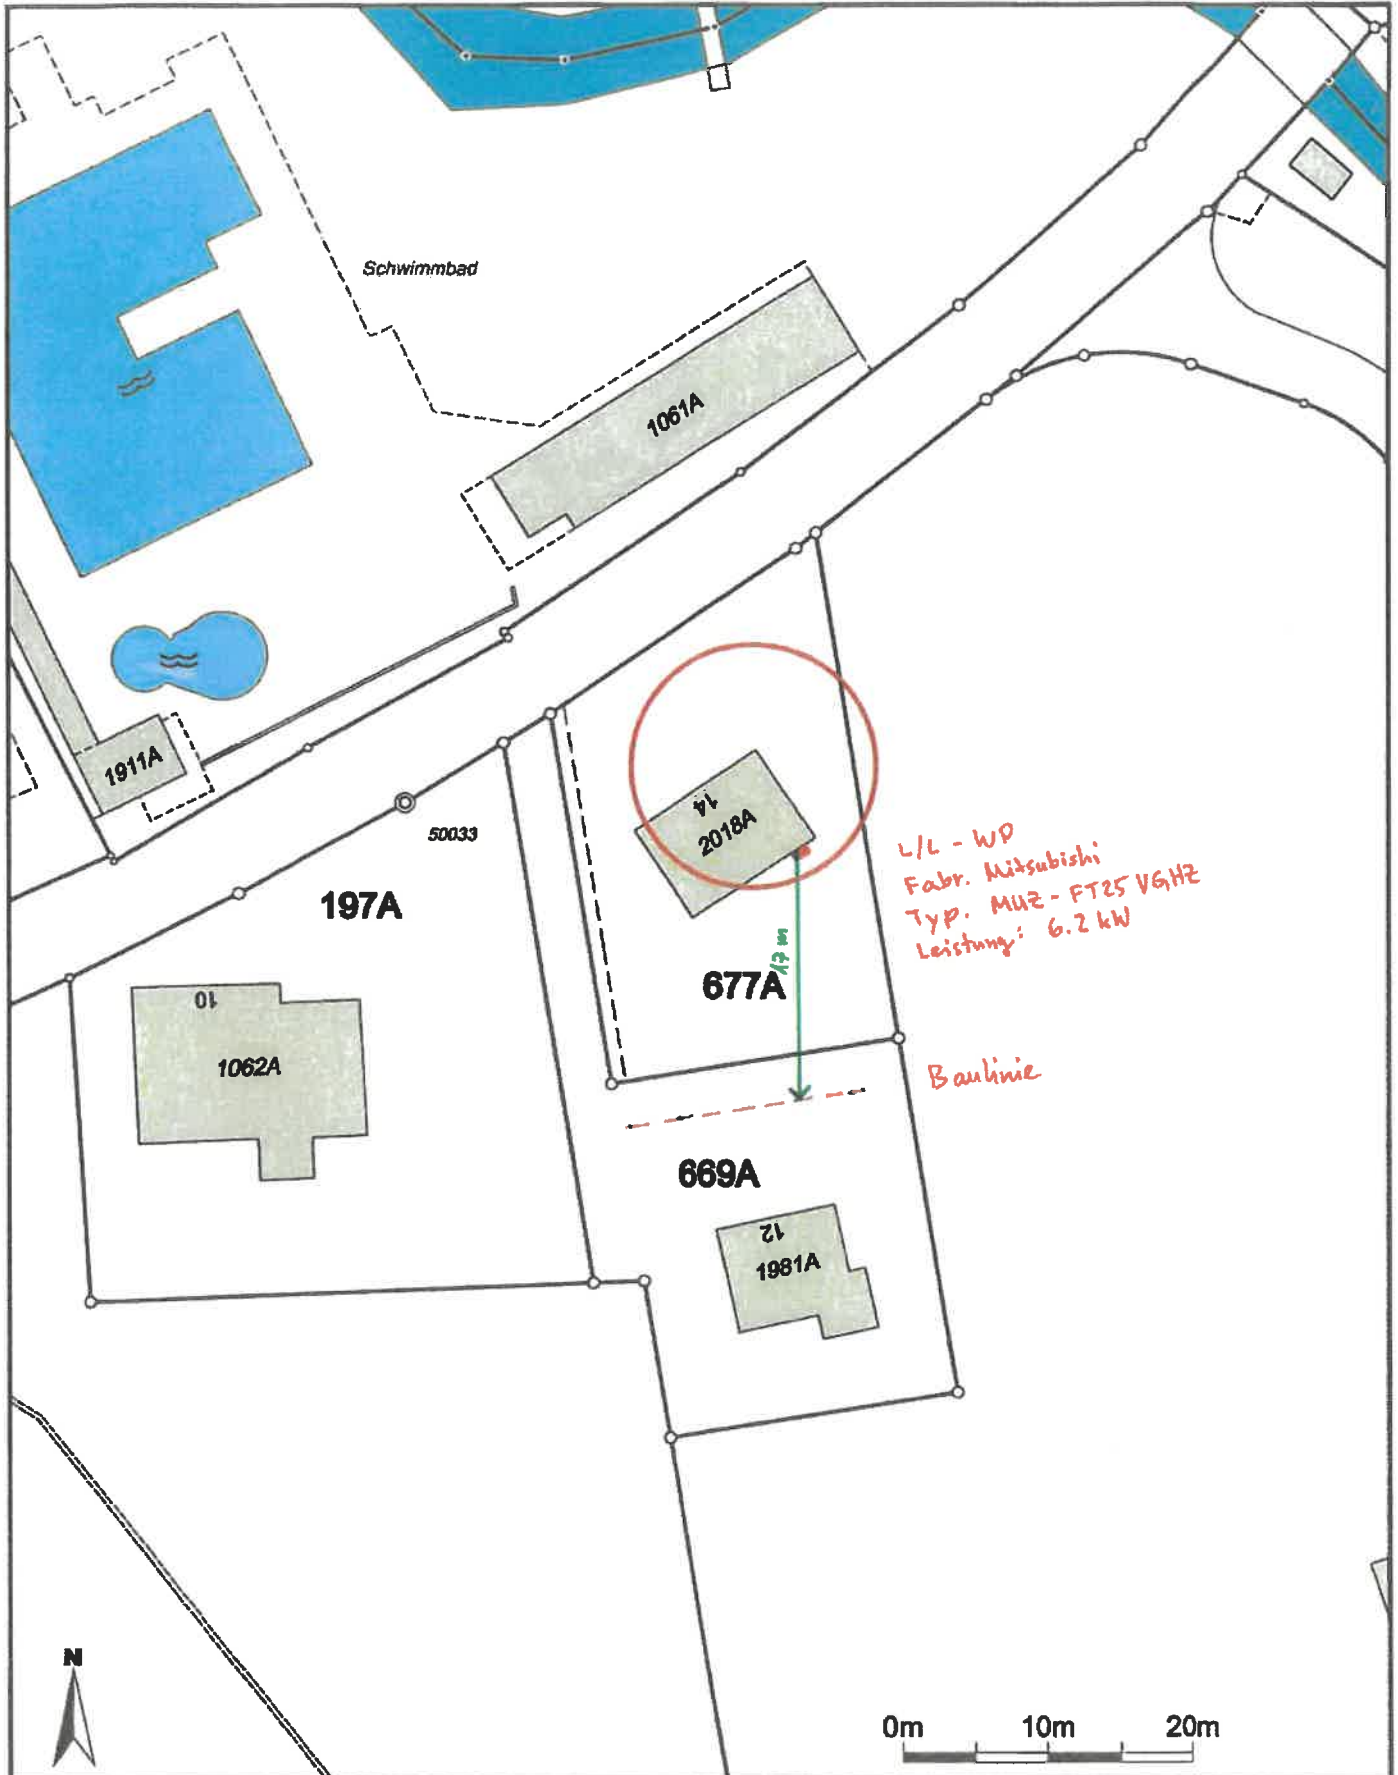 Schwimmbad
1061A
1911A
50033
197A
14
2018A
L/L - WP
Fabr. Mitsubishi
Typ. MUZ - FT25 VGHZ
Leistung: 6.2 kW
17 m
677A
10
1062A
Baulinie
669A
12
1981A
N
0m 10m 20m